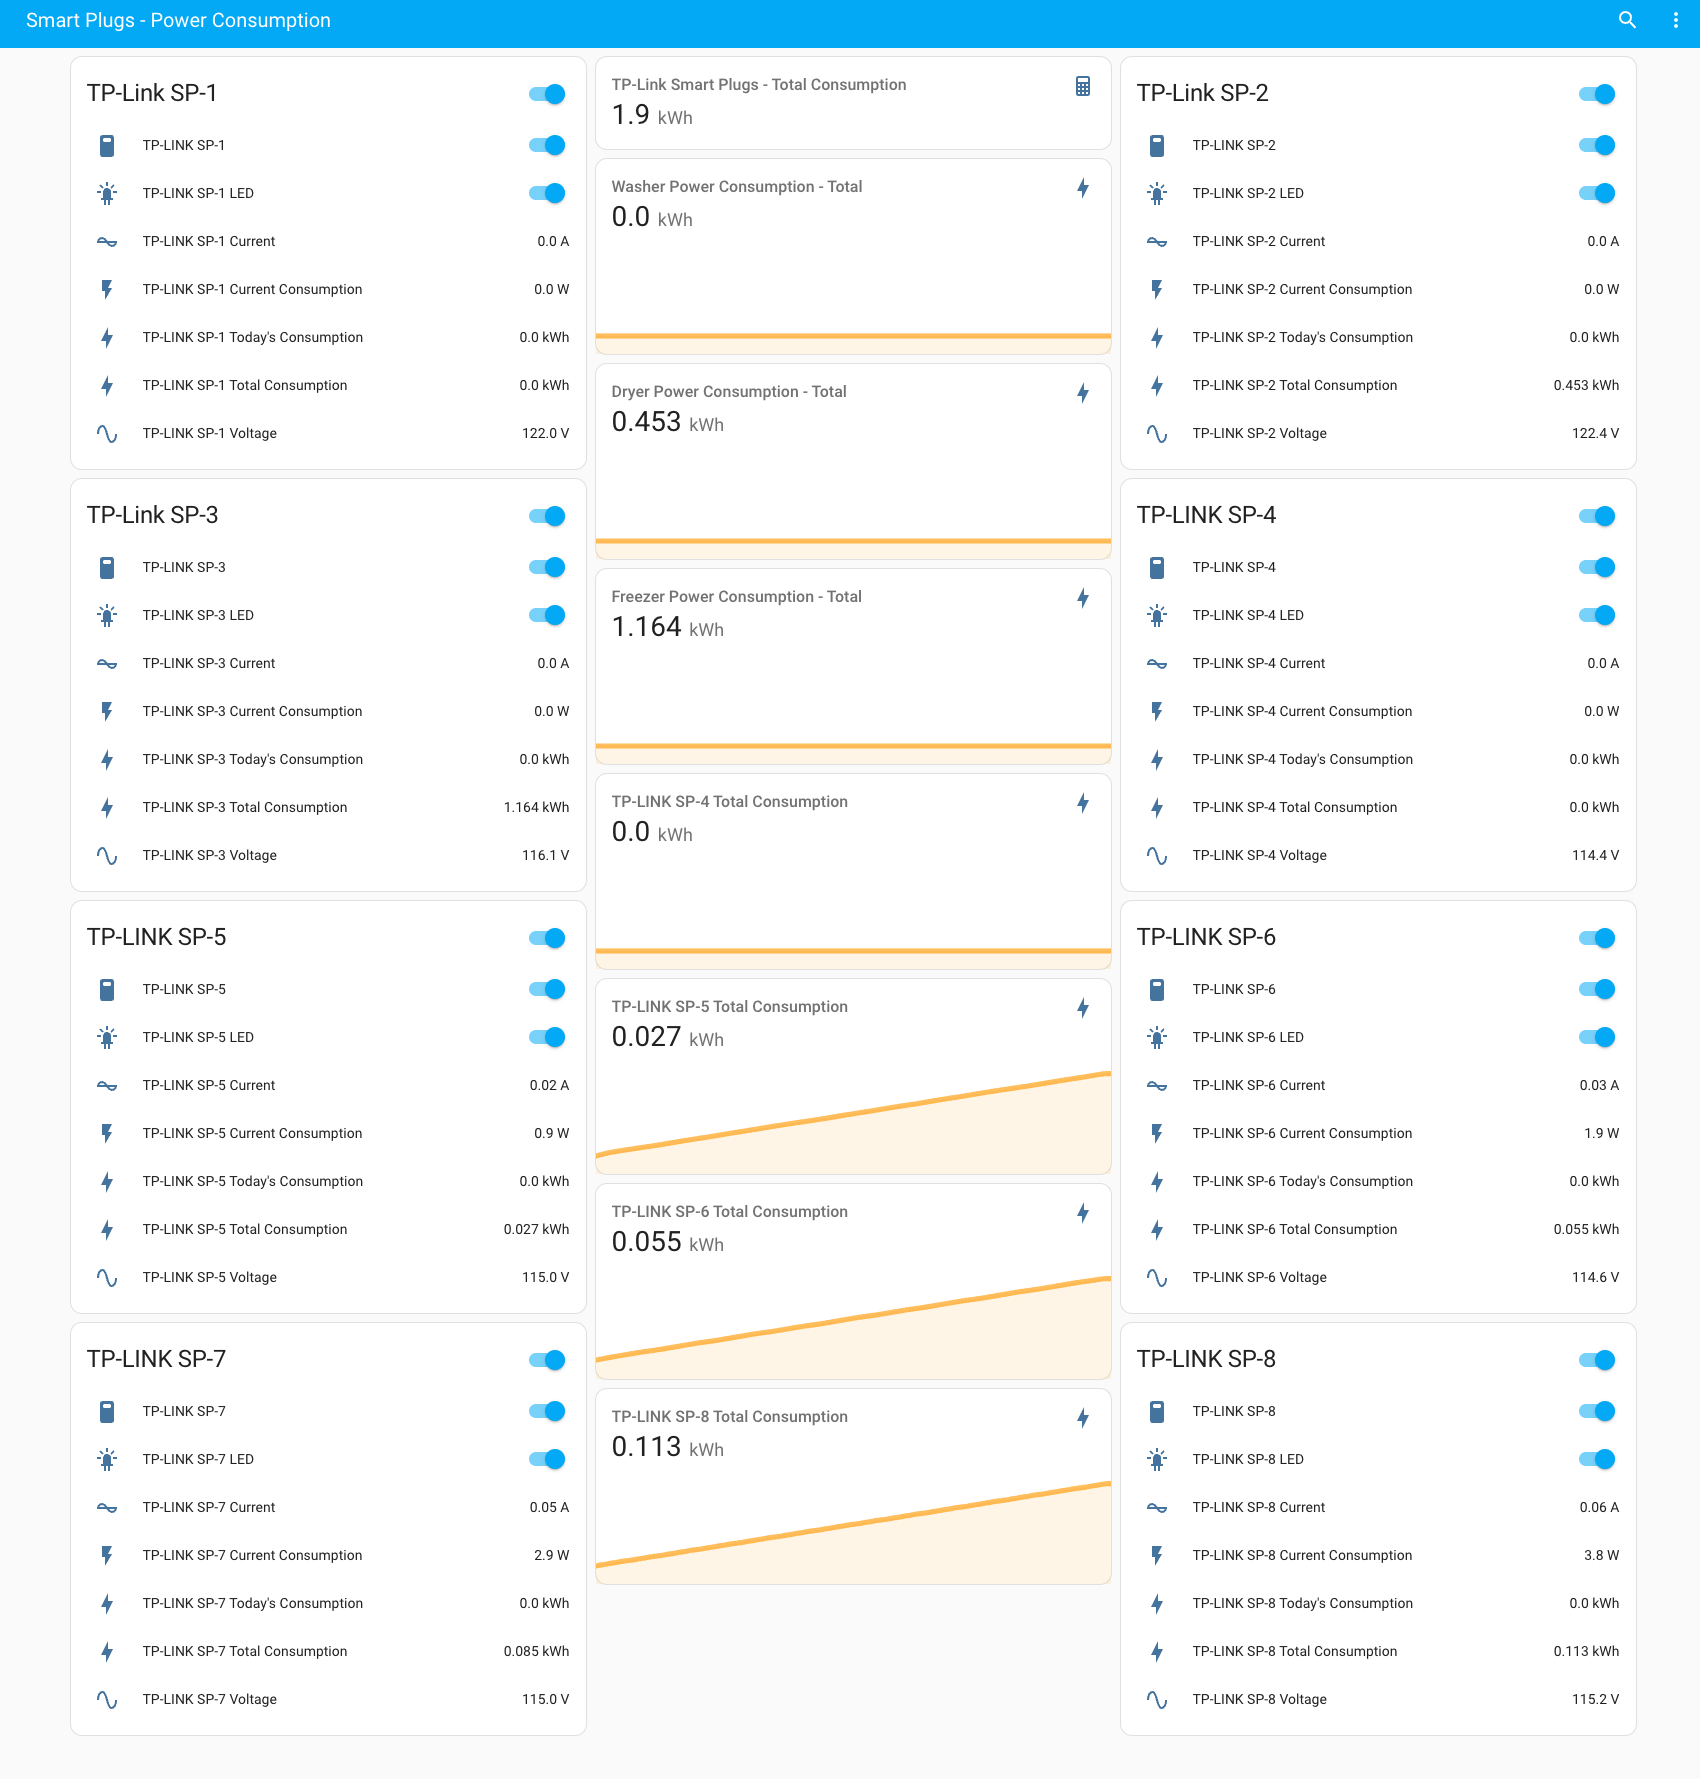 Smart Plugs - Power Consumption
TP-Link SP-1
TP-LINK SP-1
TP-LINK SP-1 LED
TP-LINK SP-1 Current 0.0 A
TP-LINK SP-1 Current Consumption 0.0 W
TP-LINK SP-1 Today's Consumption 0.0 kWh
TP-LINK SP-1 Total Consumption 0.0 kWh
TP-LINK SP-1 Voltage 122.0 V
TP-Link SP-3
TP-LINK SP-3
TP-LINK SP-3 LED
TP-LINK SP-3 Current 0.0 A
TP-LINK SP-3 Current Consumption 0.0 W
TP-LINK SP-3 Today's Consumption 0.0 kWh
TP-LINK SP-3 Total Consumption 1.164 kWh
TP-LINK SP-3 Voltage 116.1 V
TP-LINK SP-5
TP-LINK SP-5
TP-LINK SP-5 LED
TP-LINK SP-5 Current 0.02 A
TP-LINK SP-5 Current Consumption 0.9 W
TP-LINK SP-5 Today's Consumption 0.0 kWh
TP-LINK SP-5 Total Consumption 0.027 kWh
TP-LINK SP-5 Voltage 115.0 V
TP-LINK SP-7
TP-LINK SP-7
TP-LINK SP-7 LED
TP-LINK SP-7 Current 0.05 A
TP-LINK SP-7 Current Consumption 2.9 W
TP-LINK SP-7 Today's Consumption 0.0 kWh
TP-LINK SP-7 Total Consumption 0.085 kWh
TP-LINK SP-7 Voltage 115.0 V
TP-Link Smart Plugs - Total Consumption
1.9 kWh
Washer Power Consumption - Total
0.0 kWh
Dryer Power Consumption - Total
0.453 kWh
Freezer Power Consumption - Total
1.164 kWh
TP-LINK SP-4 Total Consumption
0.0 kWh
TP-LINK SP-5 Total Consumption
0.027 kWh
TP-LINK SP-6 Total Consumption
0.055 kWh
TP-LINK SP-8 Total Consumption
0.113 kWh
TP-Link SP-2
TP-LINK SP-2
TP-LINK SP-2 LED
TP-LINK SP-2 Current 0.0 A
TP-LINK SP-2 Current Consumption 0.0 W
TP-LINK SP-2 Today's Consumption 0.0 kWh
TP-LINK SP-2 Total Consumption 0.453 kWh
TP-LINK SP-2 Voltage 122.4 V
TP-LINK SP-4
TP-LINK SP-4
TP-LINK SP-4 LED
TP-LINK SP-4 Current 0.0 A
TP-LINK SP-4 Current Consumption 0.0 W
TP-LINK SP-4 Today's Consumption 0.0 kWh
TP-LINK SP-4 Total Consumption 0.0 kWh
TP-LINK SP-4 Voltage 114.4 V
TP-LINK SP-6
TP-LINK SP-6
TP-LINK SP-6 LED
TP-LINK SP-6 Current 0.03 A
TP-LINK SP-6 Current Consumption 1.9 W
TP-LINK SP-6 Today's Consumption 0.0 kWh
TP-LINK SP-6 Total Consumption 0.055 kWh
TP-LINK SP-6 Voltage 114.6 V
TP-LINK SP-8
TP-LINK SP-8
TP-LINK SP-8 LED
TP-LINK SP-8 Current 0.06 A
TP-LINK SP-8 Current Consumption 3.8 W
TP-LINK SP-8 Today's Consumption 0.0 kWh
TP-LINK SP-8 Total Consumption 0.113 kWh
TP-LINK SP-8 Voltage 115.2 V